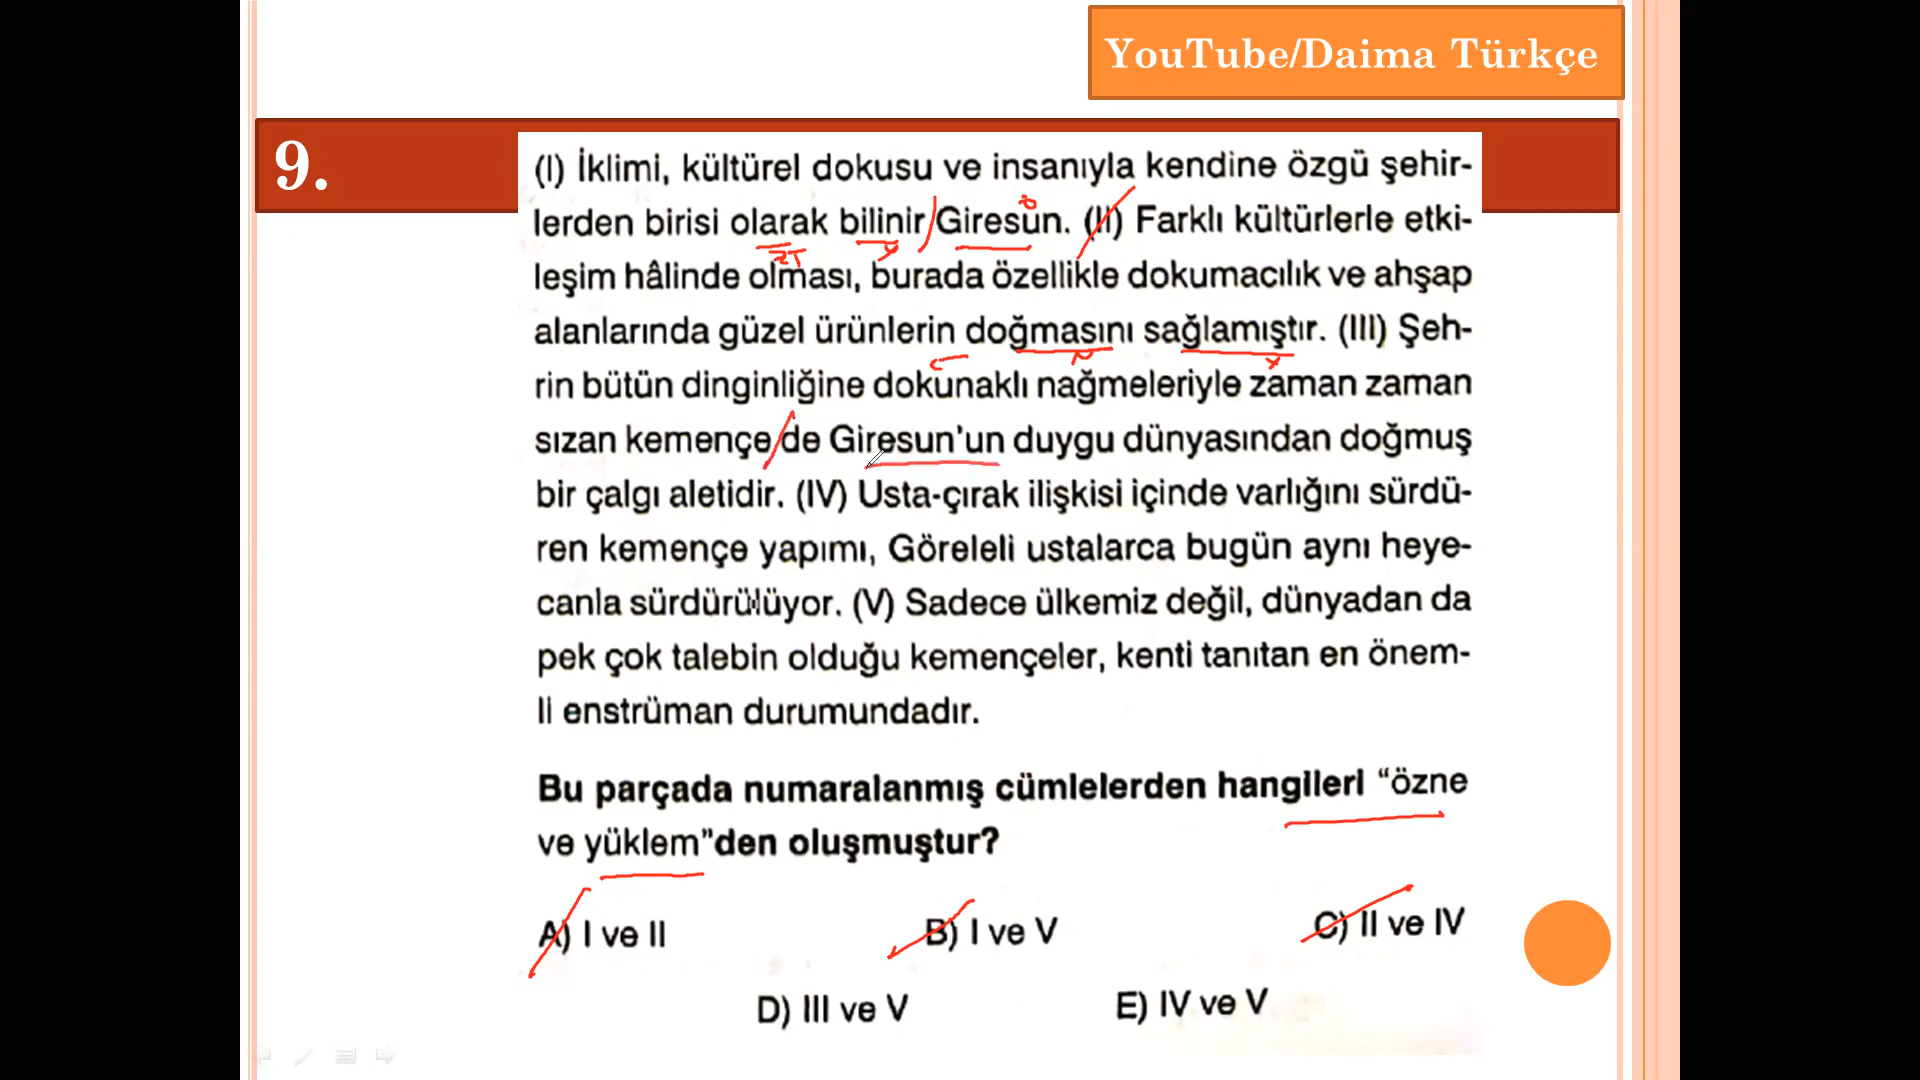 YouTube/Daima Türkçe
9.
(I) İklimi, kültürel dokusu ve insanıyla kendine özgü şehir-
lerden birisi olarak bilinir Giresun. (II) Farklı kültürlerle etki-
ö
ZT y
leşim hâlinde olması, burada özellikle dokumacılık ve ahşap
alanlarında güzel ürünlerin doğmasını sağlamıştır. (III) Şeh-
N y
rin bütün dinginliğine dokunaklı nağmeleriyle zaman zaman
sızan kemençe de Giresun'un duygu dünyasından doğmuş
bir çalgı aletidir. (IV) Usta-çırak ilişkisi içinde varlığını sürdü-
ren kemençe yapımı, Göreleli ustalarca bugün aynı heye-
canla sürdürülüyor. (V) Sadece ülkemiz değil, dünyadan da
pek çok talebin olduğu kemençeler, kenti tanıtan en önem-
li enstrüman durumundadır.
Bu parçada numaralanmış cümlelerden hangileri “özne
ve yüklem”den oluşmuştur?
A) I ve II B) I ve V C) II ve IV
D) III ve V E) IV ve V